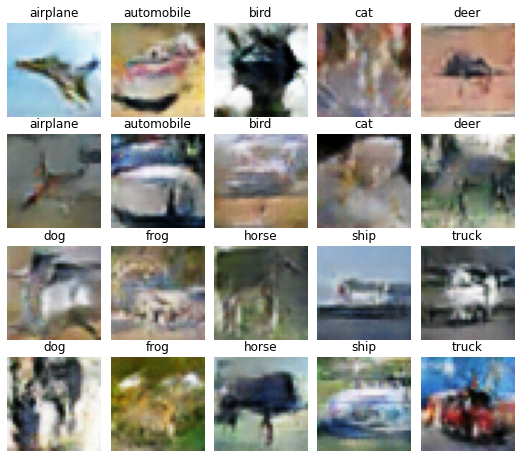 airplane automobile bird cat deer
airplane automobile bird cat deer
dog frog horse ship truck
dog frog horse ship truck